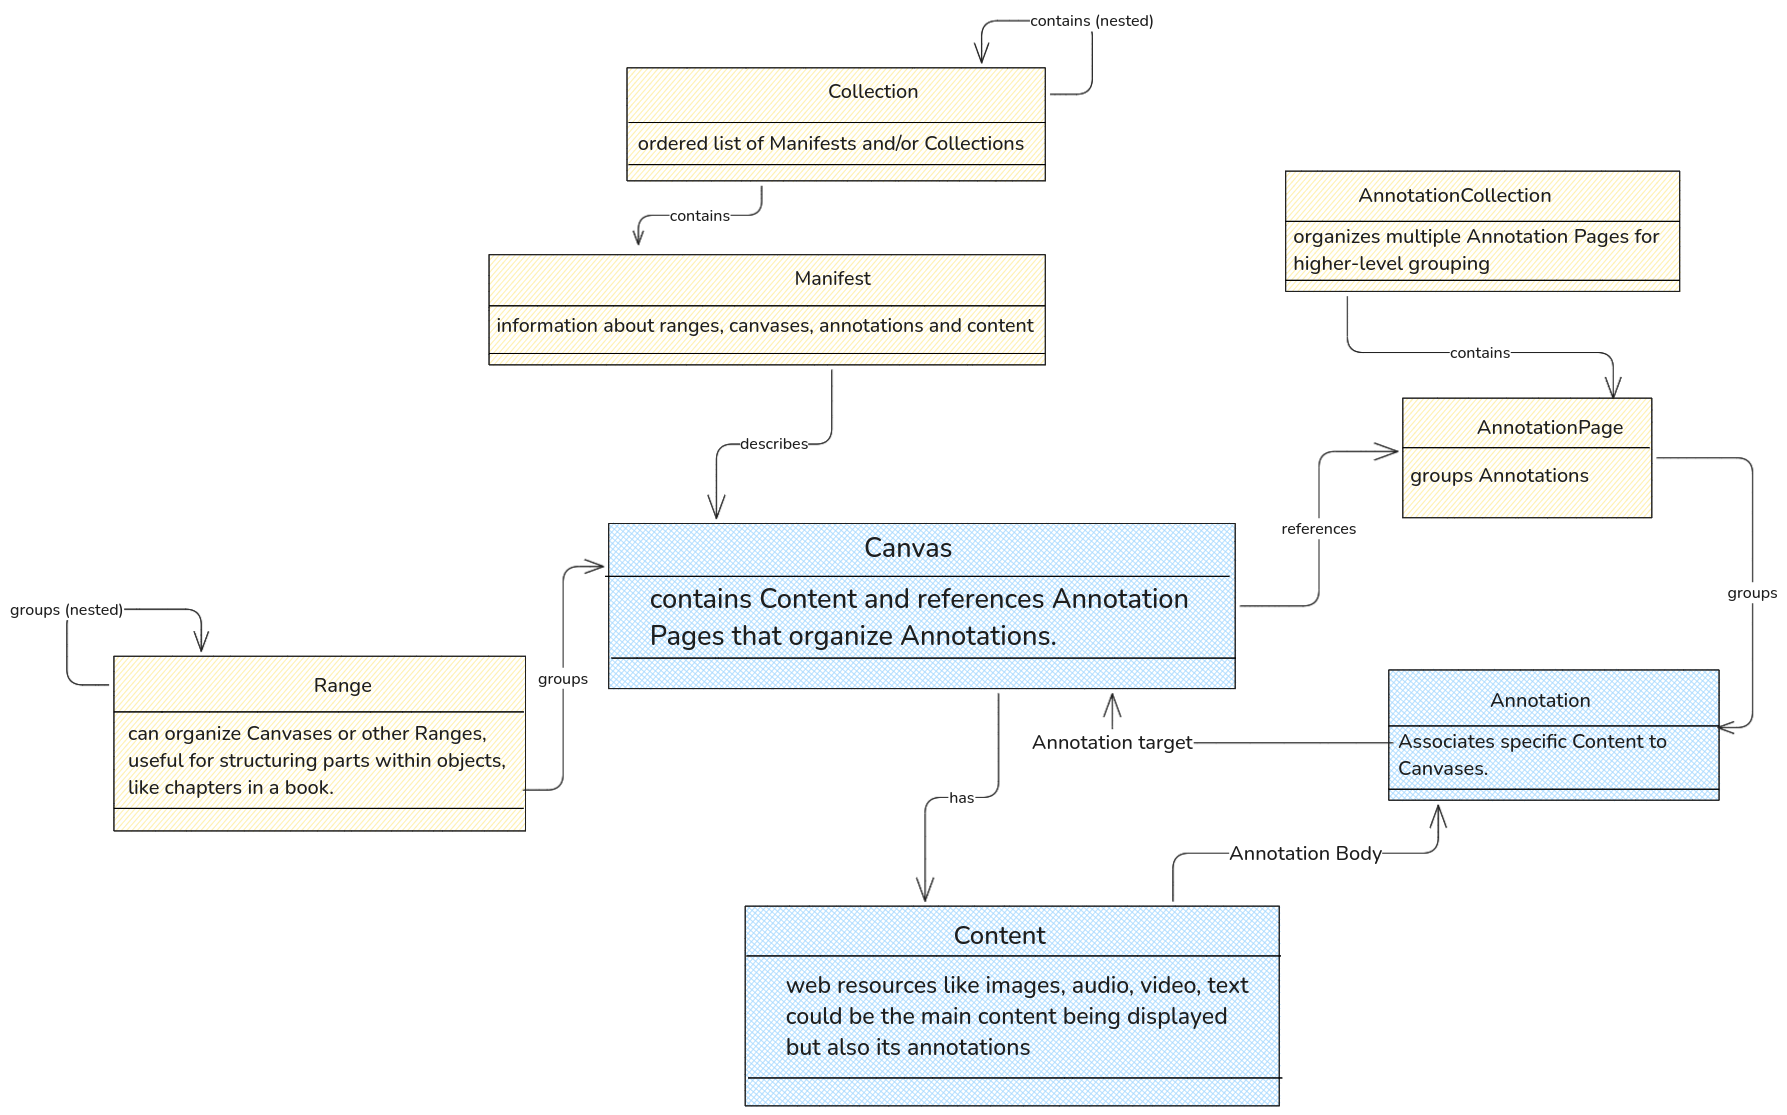 contains (nested)
Collection
ordered list of Manifests and/or Collections
contains
Manifest
information about ranges, canvases, annotations and content
AnnotationCollection
organizes multiple Annotation Pages for
higher-level grouping
contains
AnnotationPage
groups Annotations
describes
references
groups
Canvas
contains Content and references Annotation
Pages that organize Annotations.
groups (nested)
Range
can organize Canvases or other Ranges,
useful for structuring parts within objects,
like chapters in a book.
groups
Annotation
Associates specific Content to
Canvases.
Annotation target
has
Annotation Body
Content
web resources like images, audio, video, text
could be the main content being displayed
but also its annotations